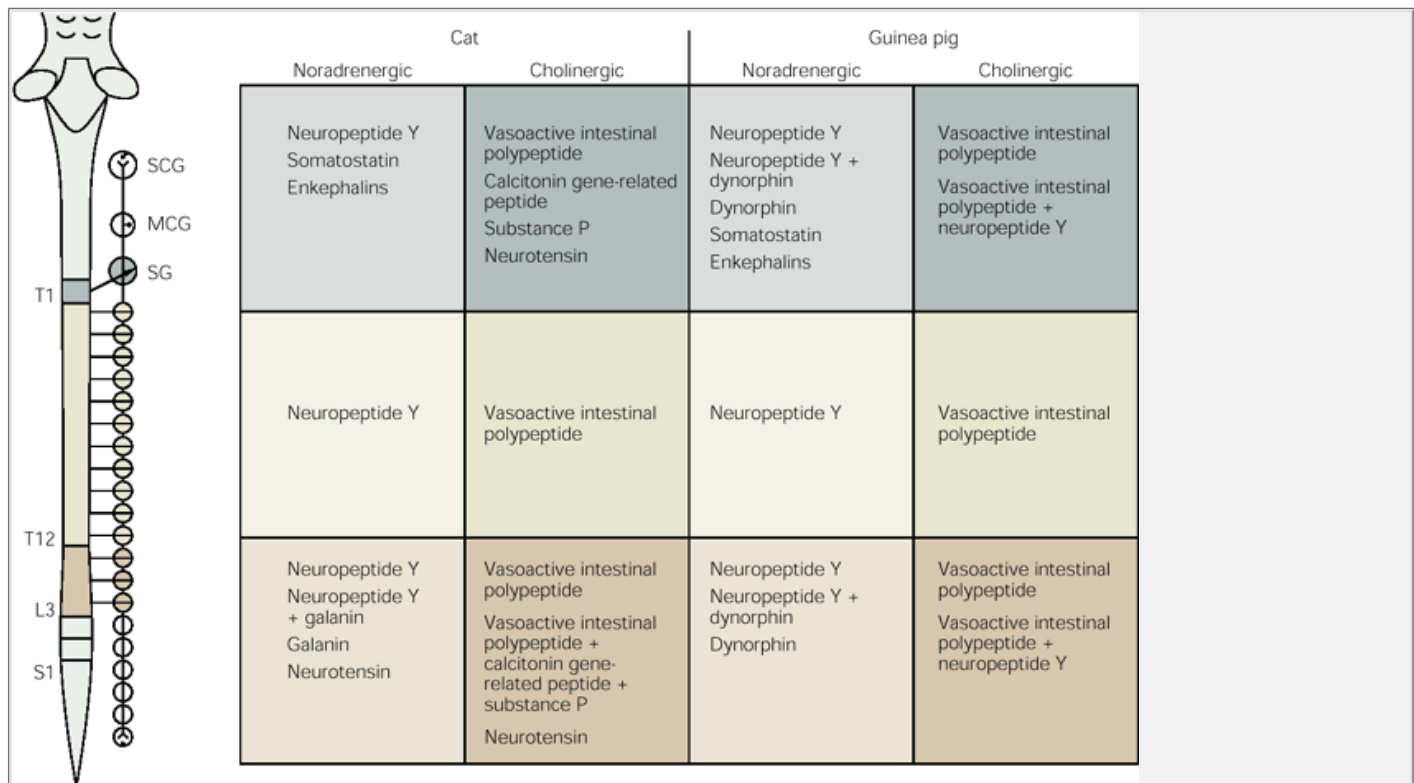 Cat
Guinea pig
Noradrenergic
Cholinergic
Noradrenergic
Cholinergic
SCG
MCG
SG
T1
T12
L3
S1
Neuropeptide Y
Somatostatin
Enkephalins
Vasoactive intestinal
polypeptide
Calcitonin gene-related
peptide
Substance P
Neurotensin
Neuropeptide Y
Neuropeptide Y +
dynorphin
Dynorphin
Somatostatin
Enkephalins
Vasoactive intestinal
polypeptide
Vasoactive intestinal
polypeptide +
neuropeptide Y
Neuropeptide Y
Vasoactive intestinal
polypeptide
Neuropeptide Y
Vasoactive intestinal
polypeptide
Neuropeptide Y
Neuropeptide Y
+ galanin
Galanin
Neurotensin
Vasoactive intestinal
polypeptide
Vasoactive intestinal
polypeptide +
calcitonin gene-
related peptide +
substance P
Neurotensin
Neuropeptide Y
Neuropeptide Y +
dynorphin
Dynorphin
Vasoactive intestinal
polypeptide
Vasoactive intestinal
polypeptide +
neuropeptide Y